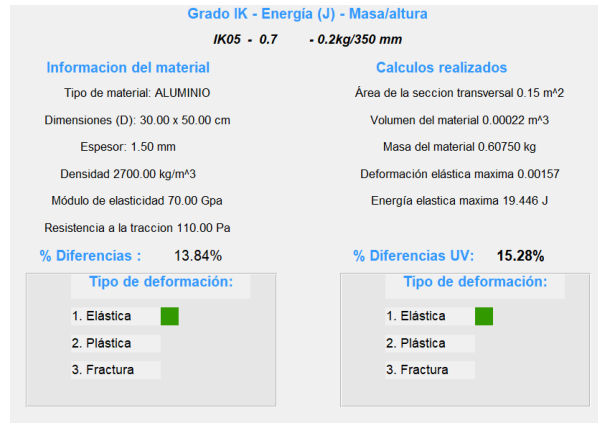 Grado IK - Energía (J) - Masa/altura
IK05 - 0.7 - 0.2kg/350 mm
Informacion del material
Tipo de material: ALUMINIO
Dimensiones (D): 30.00 x 50.00 cm
Espesor: 1.50 mm
Densidad 2700.00 kg/m^3
Módulo de elasticidad 70.00 Gpa
Resistencia a la traccion 110.00 Pa
% Diferencias : 13.84%
Tipo de deformación:
1. Elástica
2. Plástica
3. Fractura
Calculos realizados
Área de la seccion transversal 0.15 m^2
Volumen del material 0.00022 m^3
Masa del material 0.60750 kg
Deformación elástica maxima 0.00157
Energía elastica maxima 19.446 J
% Diferencias UV: 15.28%
Tipo de deformación:
1. Elástica
2. Plástica
3. Fractura